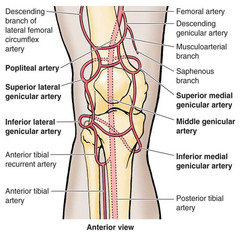 Descending
branch of
lateral femoral
circumflex
artery
Popliteal artery
Superior lateral
genicular artery
Inferior lateral
genicular artery
Anterior tibial
recurrent artery
Anterior tibial
artery
Femoral artery
Descending
genicular artery
Musculoarterial
branch
Saphenous
branch
Superior medial
genicular artery
Middle genicular
artery
Inferior medial
genicular artery
Posterior tibial
artery
Anterior view